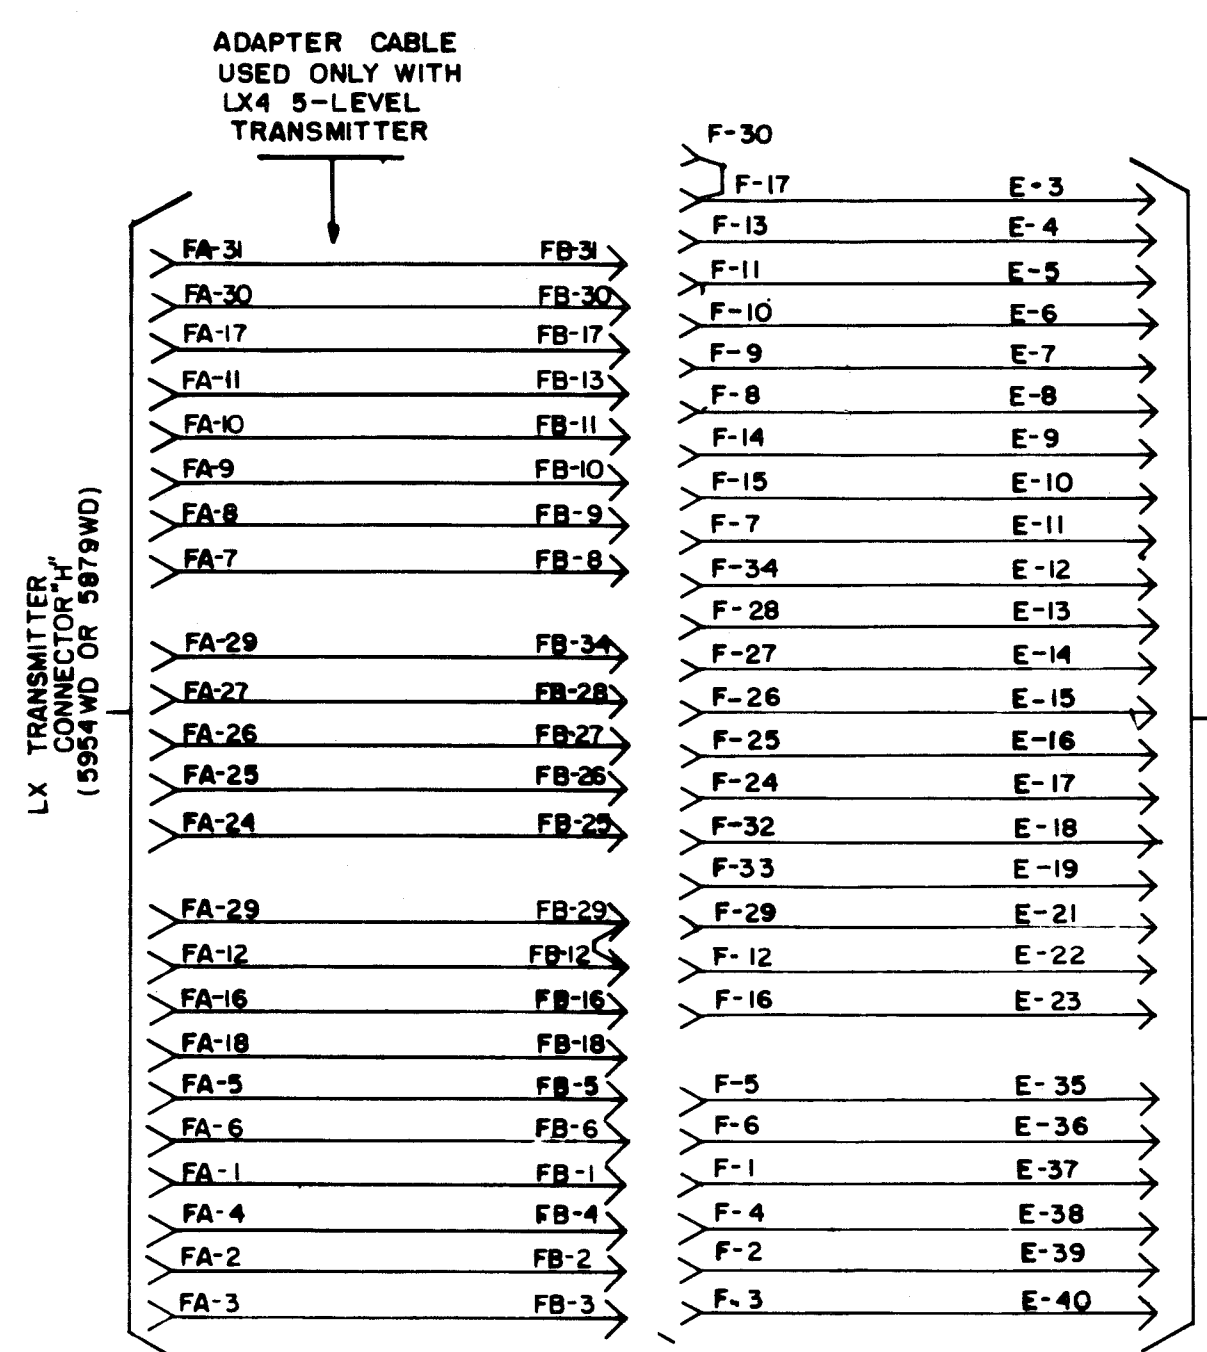 ADAPTER CABLE
USED ONLY WITH
LX4 5-LEVEL
TRANSMITTER
LX TRANSMITTER
CONNECTOR "H"
(5954WD OR 5879WD)
FA-31 FB-31
FA-30 FB-30
FA-17 FB-17
FA-11 FB-13
FA-10 FB-11
FA-9 FB-10
FA-8 FB-9
FA-7 FB-8
FA-29 FB-34
FA-27 FB-28
FA-26 FB-27
FA-25 FB-26
FA-24 FB-25
FA-29 FB-29
FA-12 FB-12
FA-16 FB-16
FA-18 FB-18
FA-5 FB-5
FA-6 FB-6
FA-1 FB-1
FA-4 FB-4
FA-2 FB-2
FA-3 FB-3
F-30
F-17 E-3
F-13 E-4
F-11 E-5
F-10 E-6
F-9 E-7
F-8 E-8
F-14 E-9
F-15 E-10
F-7 E-11
F-34 E-12
F-28 E-13
F-27 E-14
F-26 E-15
F-25 E-16
F-24 E-17
F-32 E-18
F-33 E-19
F-29 E-21
F-12 E-22
F-16 E-23
F-5 E-35
F-6 E-36
F-1 E-37
F-4 E-38
F-2 E-39
F-3 E-40